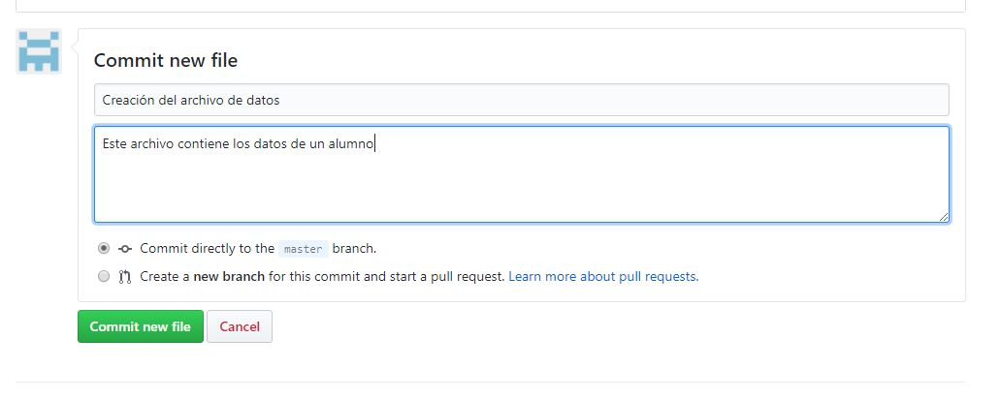 Commit new file
Creación del archivo de datos
Este archivo contiene los datos de un alumno
Commit directly to the master branch.
Create a new branch for this commit and start a pull request. Learn more about pull requests.
Commit new file Cancel